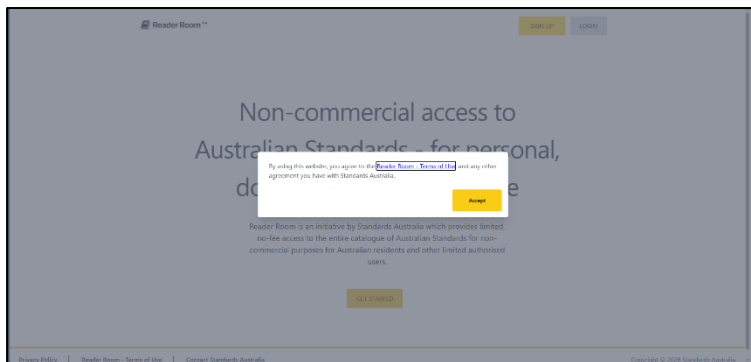 Reader Room ™
SIGN UP
LOGIN
Non-commercial access to
Australian Standards - for personal,
By using this website, you agree to the Reader Room - Terms of Use and any other
agreement you have with Standards Australia.
Accept
Reader Room is an initiative by Standards Australia which provides limited,
no-fee access to the entire catalogue of Australian Standards for non-
commercial purposes for Australian residents and other limited authorised
users.
GET STARTED
Privacy Policy
Reader Room - Terms of Use
Contact Standards Australia
Copyright © 2024 Standards Australia